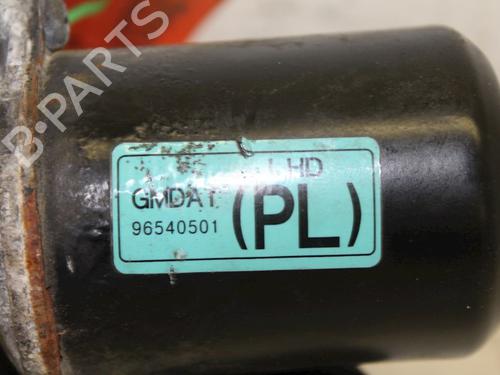 B-PARTS
LHD
GMDAT
(PL)
96540501